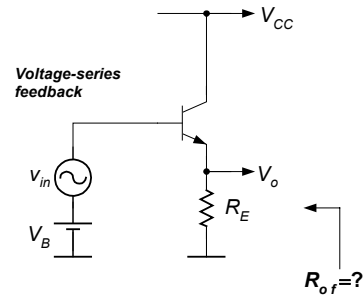 V_CC
Voltage-series
feedback
v_in
V_o
R_E
V_B
R_of=?